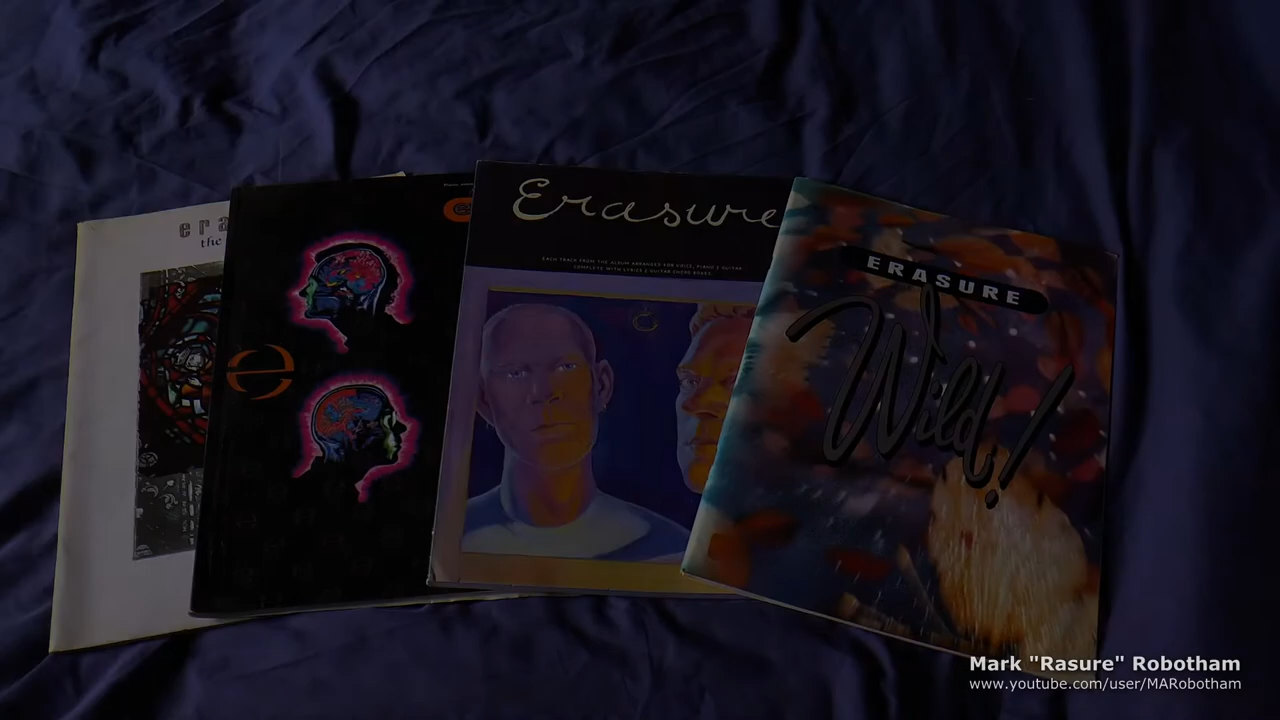 era
the
e
e
Erasure
EACH TRACK FROM THE ALBUM ARRANGED FOR VOICE, PIANO & GUITAR.
COMPLETE WITH LYRICS & GUITAR CHORD BOXES.
ERASURE
Wild!
Mark "Rasure" Robotham
www.youtube.com/user/MARobotham